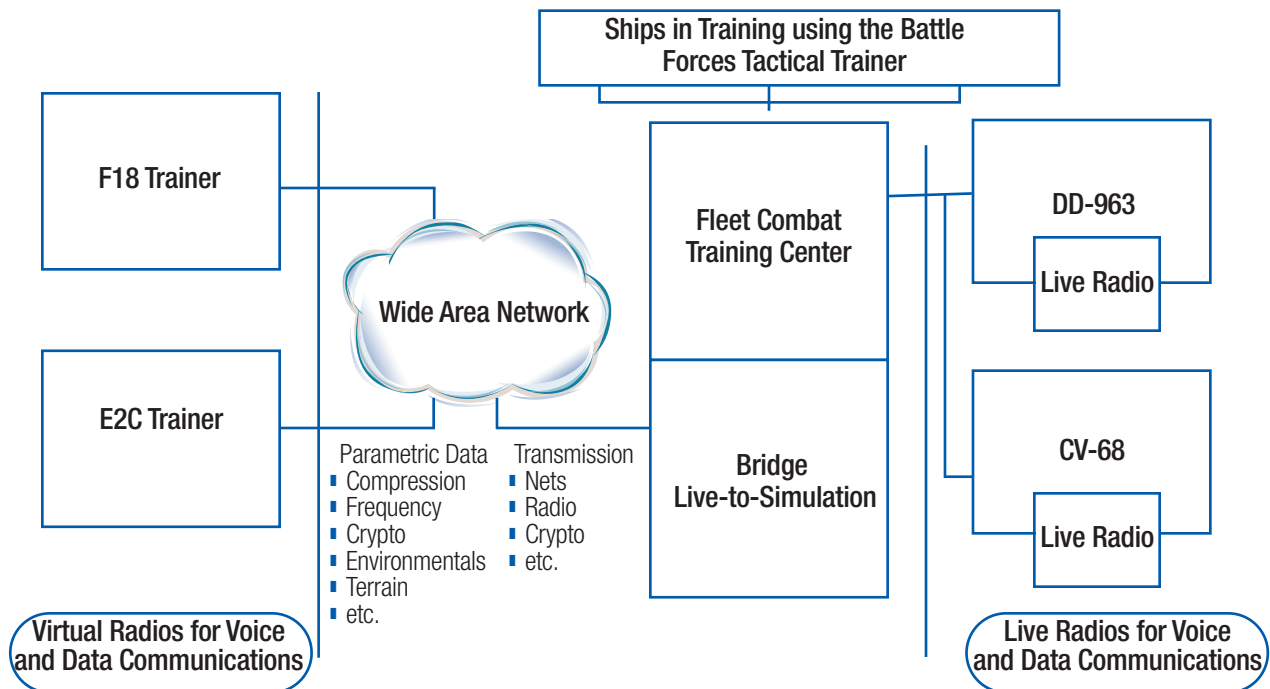 Ships in Training using the Battle
Forces Tactical Trainer
F18 Trainer
Fleet Combat
Training Center
DD-963
Live Radio
Wide Area Network
E2C Trainer
Parametric Data
Compression
Frequency
Crypto
Environmentals
Terrain
etc.
Transmission
Nets
Radio
Crypto
etc.
Bridge
Live-to-Simulation
CV-68
Live Radio
Virtual Radios for Voice
and Data Communications
Live Radios for Voice
and Data Communications